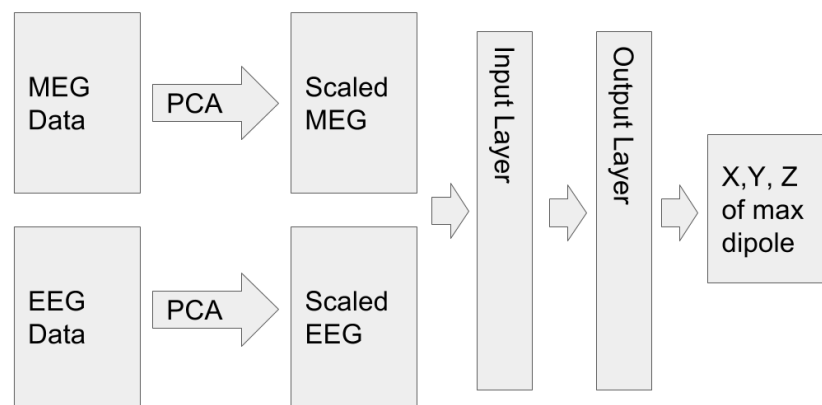 MEG
Data
PCA
Scaled
MEG
EEG
Data
PCA
Scaled
EEG
Input Layer
Output Layer
X,Y, Z
of max
dipole